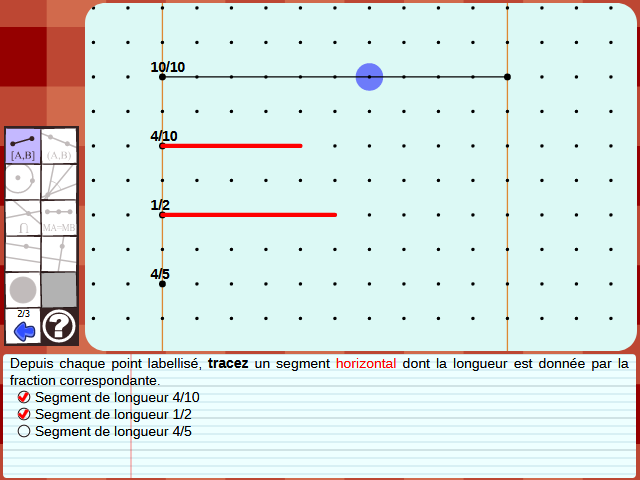 10/10
4/10
1/2
4/5
[A,B]
(A,B)
∩
MA=MB
2/3
?
Depuis chaque point labellisé, tracez un segment horizontal dont la longueur est donnée par la
fraction correspondante.
Segment de longueur 4/10
Segment de longueur 1/2
Segment de longueur 4/5